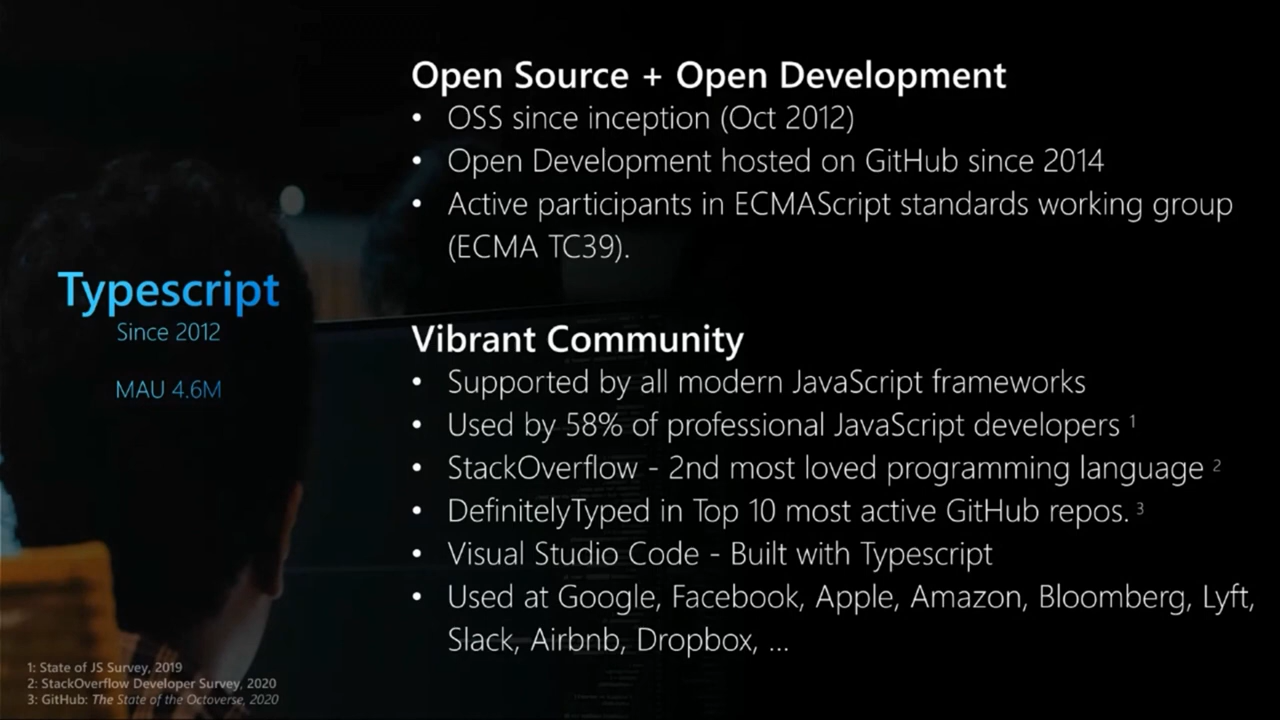 Typescript
Since 2012
MAU 4.6M
Open Source + Open Development
• OSS since inception (Oct 2012)
• Open Development hosted on GitHub since 2014
• Active participants in ECMAScript standards working group
(ECMA TC39).
Vibrant Community
• Supported by all modern JavaScript frameworks
• Used by 58% of professional JavaScript developers ¹
• StackOverflow - 2nd most loved programming language ²
• DefinitelyTyped in Top 10 most active GitHub repos. ³
• Visual Studio Code - Built with Typescript
• Used at Google, Facebook, Apple, Amazon, Bloomberg, Lyft,
Slack, Airbnb, Dropbox, ...
1: State of JS Survey, 2019
2: StackOverflow Developer Survey, 2020
3: GitHub: The State of the Octoverse, 2020